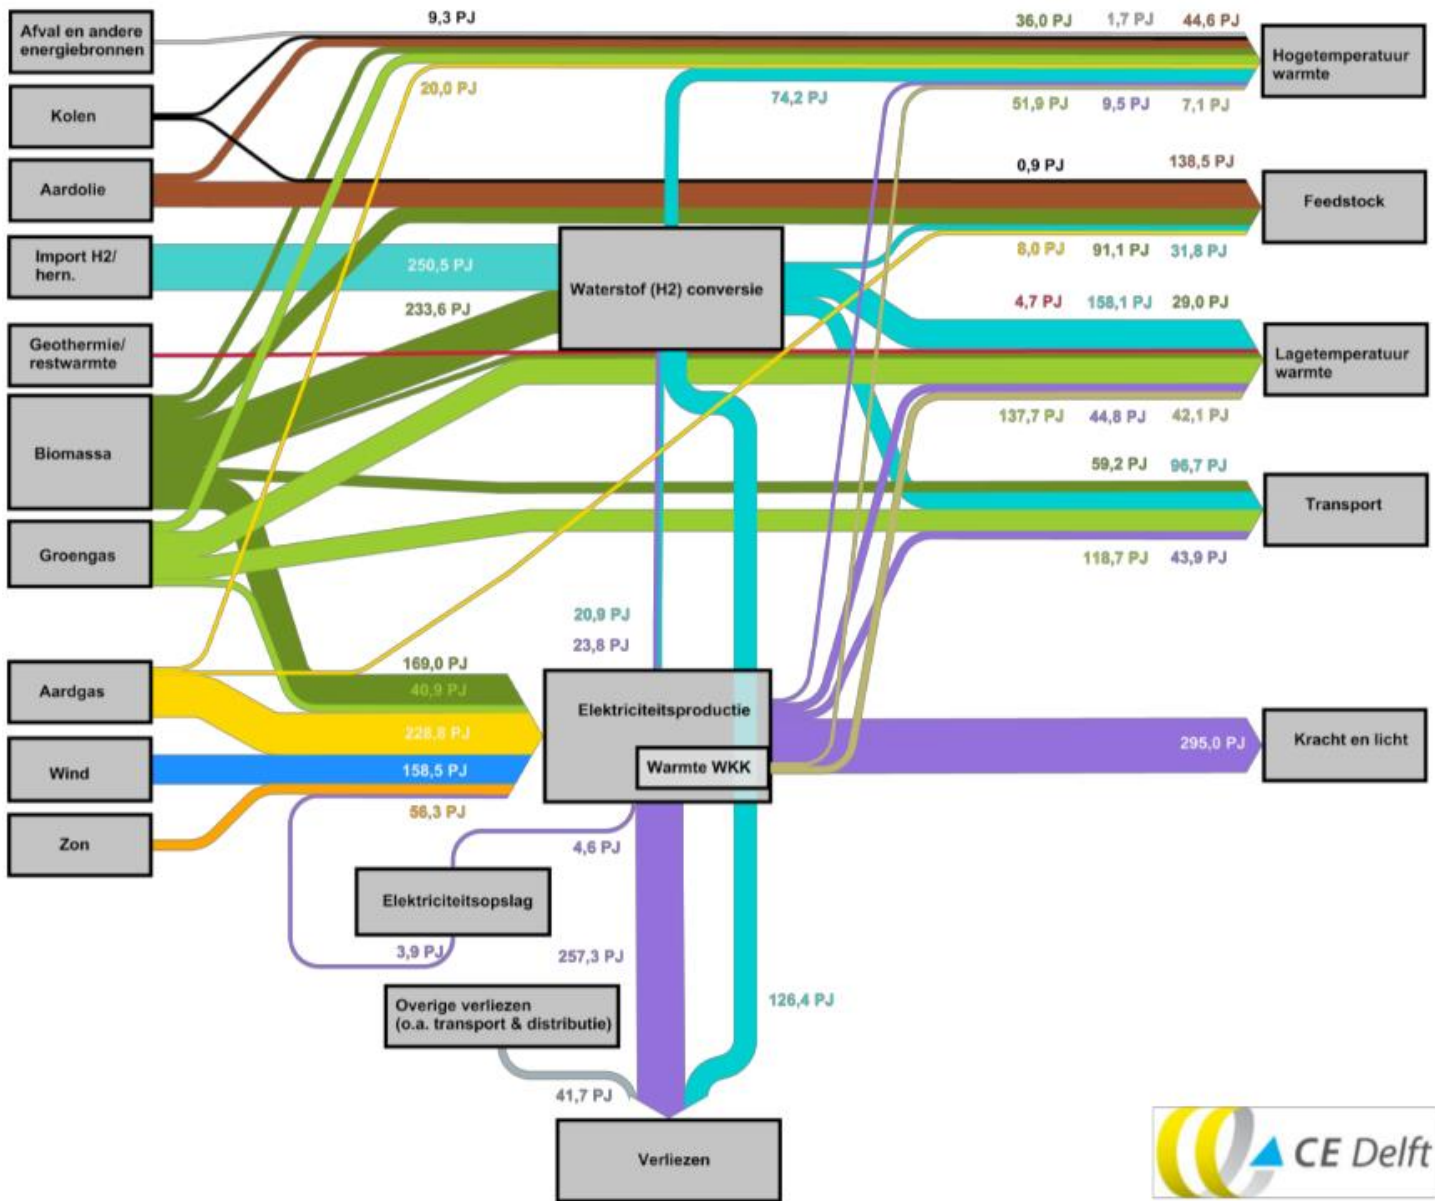 9,3 PJ
36,0 PJ
1,7 PJ
44,6 PJ
Afval en andere
energiebronnen
Hogetemperatuur
warmte
20,0 PJ
74,2 PJ
51,9 PJ
9,5 PJ
7,1 PJ
Kolen
0,9 PJ
138,5 PJ
Aardolie
Feedstock
Import H2/
hern.
250,5 PJ
8,0 PJ
91,1 PJ
31,8 PJ
Waterstof (H2) conversie
233,6 PJ
4,7 PJ
158,1 PJ
29,0 PJ
Geothermie/
restwarmte
Lagetemperatuur
warmte
137,7 PJ
44,8 PJ
42,1 PJ
Biomassa
59,2 PJ
96,7 PJ
Transport
Groengas
118,7 PJ
43,9 PJ
20,9 PJ
23,8 PJ
169,0 PJ
Aardgas
40,9 PJ
Elektriciteitsproductie
228,8 PJ
295,0 PJ
Kracht en licht
Wind
158,5 PJ
Warmte WKK
56,3 PJ
Zon
4,6 PJ
Elektriciteitsopslag
3,9 PJ
257,3 PJ
126,4 PJ
Overige verliezen
(o.a. transport & distributie)
41,7 PJ
Verliezen
CE Delft